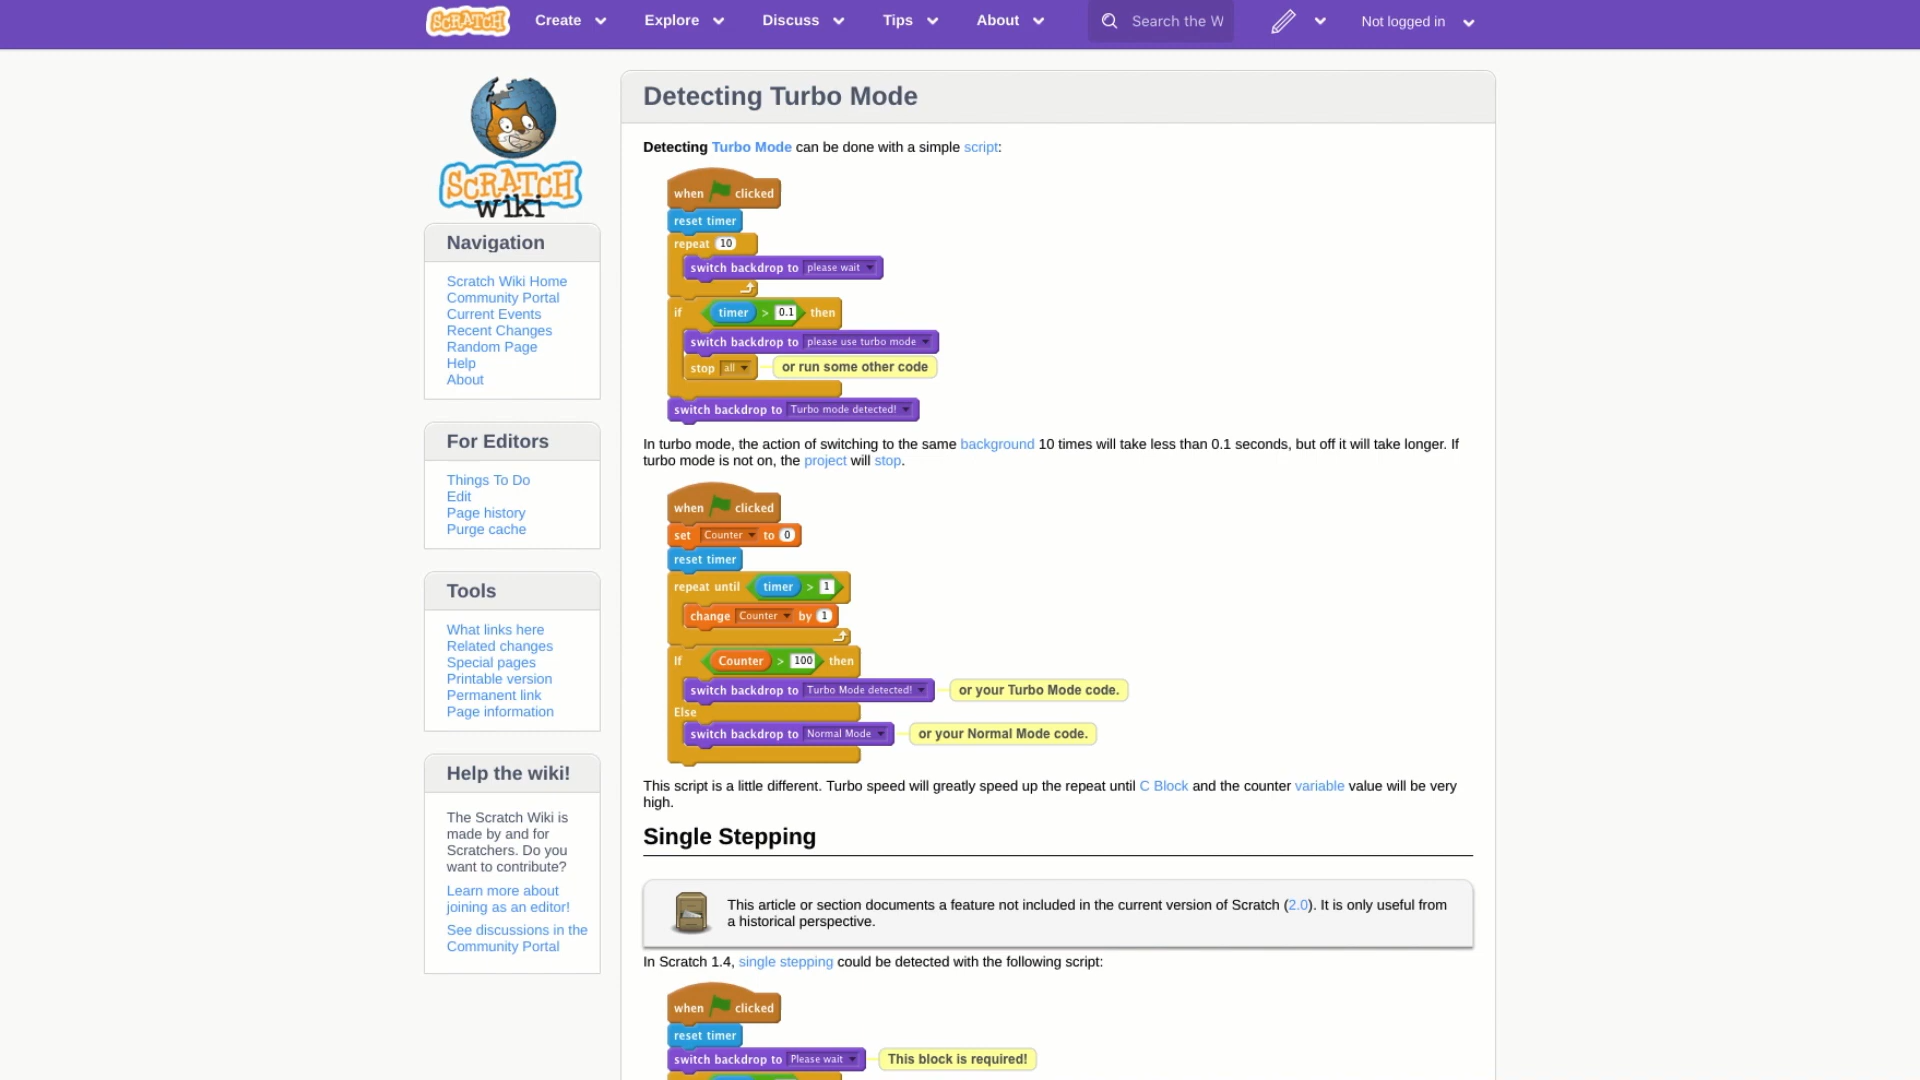 SCRATCH Create Explore Discuss Tips About Search the W Not logged in
SCRATCH
wiki
Navigation
Scratch Wiki Home
Community Portal
Current Events
Recent Changes
Random Page
Help
About
For Editors
Things To Do
Edit
Page history
Purge cache
Tools
What links here
Related changes
Special pages
Printable version
Permanent link
Page information
Help the wiki!
The Scratch Wiki is
made by and for
Scratchers. Do you
want to contribute?
Learn more about
joining as an editor!
See discussions in the
Community Portal
Detecting Turbo Mode
Detecting Turbo Mode can be done with a simple script:
when clicked
reset timer
repeat 10
switch backdrop to please wait
if timer > 0.1 then
switch backdrop to please use turbo mode
stop all or run some other code
switch backdrop to Turbo mode detected!
In turbo mode, the action of switching to the same background 10 times will take less than 0.1 seconds, but off it will take longer. If
turbo mode is not on, the project will stop.
when clicked
set Counter to 0
reset timer
repeat until timer > 1
change Counter by 1
If Counter > 100 then
switch backdrop to Turbo Mode detected! or your Turbo Mode code.
Else
switch backdrop to Normal Mode or your Normal Mode code.
This script is a little different. Turbo speed will greatly speed up the repeat until C Block and the counter variable value will be very
high.
Single Stepping
This article or section documents a feature not included in the current version of Scratch (2.0). It is only useful from
a historical perspective.
In Scratch 1.4, single stepping could be detected with the following script:
when clicked
reset timer
switch backdrop to Please wait This block is required!